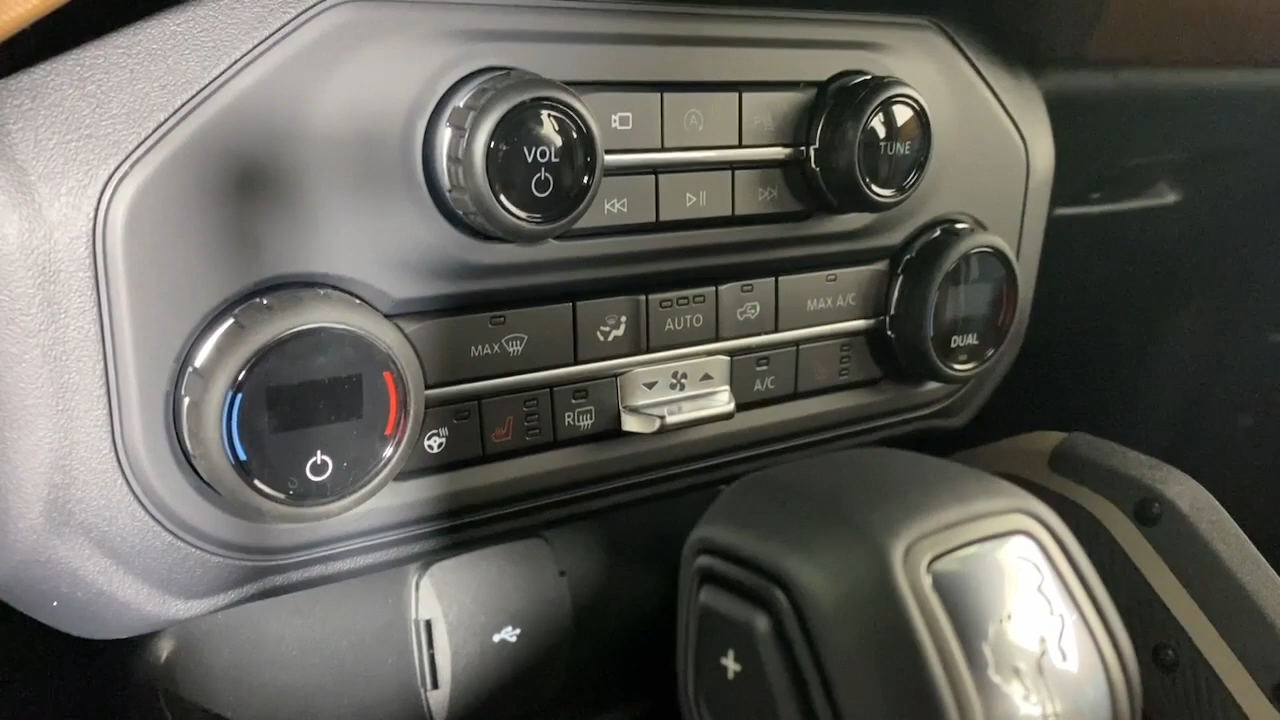 VOL
TUNE
MAX
AUTO
MAX A/C
DUAL
R
A/C